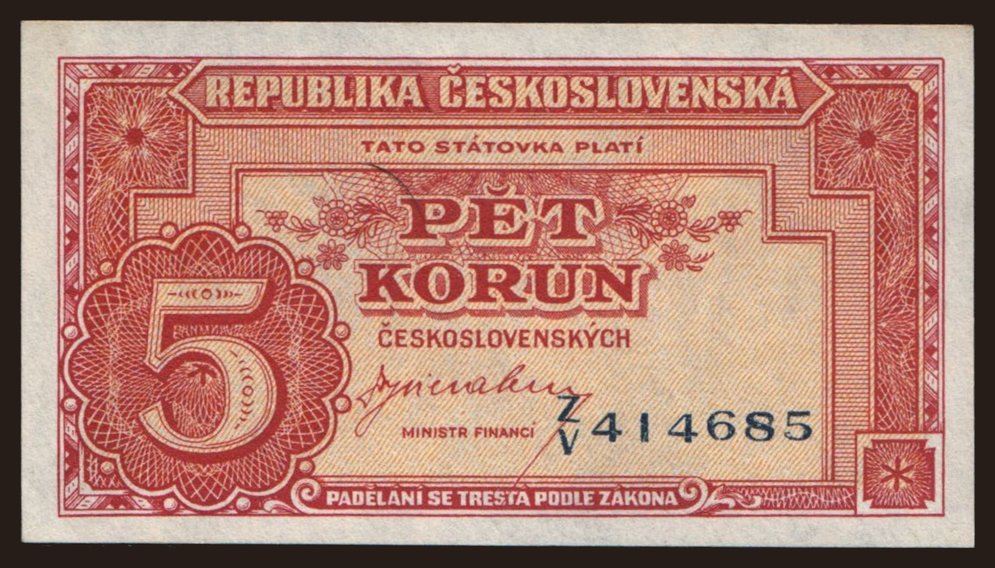 REPUBLIKA ČESKOSLOVENSKÁ
TATO STÁTOVKA PLATÍ
PĚT
KORUN
ČESKOSLOVENSKÝCH
5
MINISTR FINANCÍ
Z/V 414685
PADĚLÁNÍ SE TRESTÁ PODLE ZÁKONA